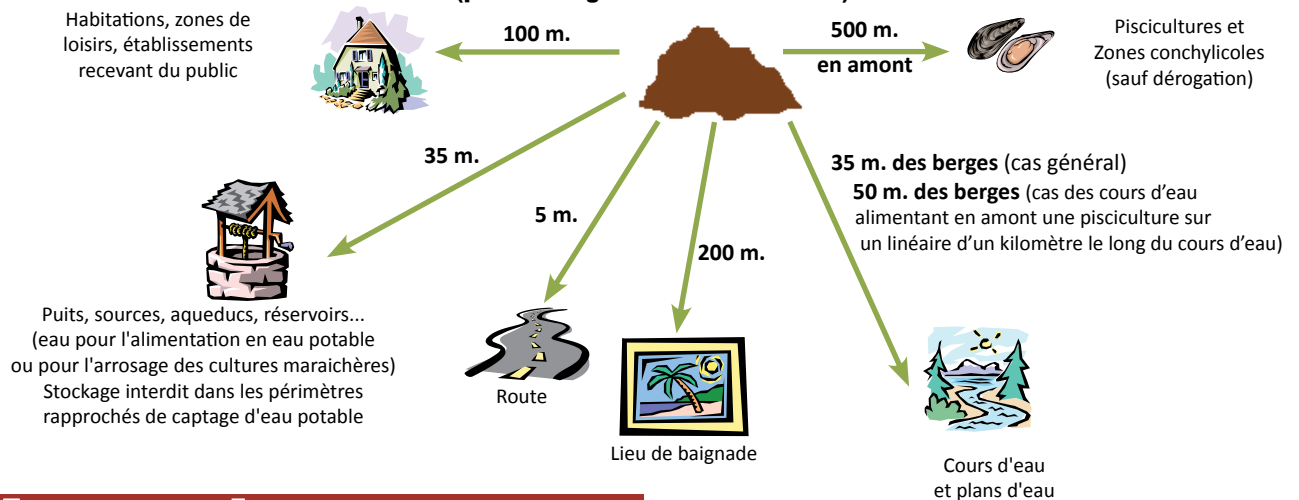 Habitations, zones de
loisirs, établissements
recevant du public
100 m.
500 m.
en amont
Piscicultures et
Zones conchylicoles
(sauf dérogation)
35 m.
35 m. des berges (cas général)
50 m. des berges (cas des cours d'eau
alimentant en amont une pisciculture sur
un linéaire d'un kilomètre le long du cours d'eau)
5 m.
200 m.
Puits, sources, aqueducs, réservoirs...
(eau pour l'alimentation en eau potable
ou pour l'arrosage des cultures maraichères)
Stockage interdit dans les périmètres
rapprochés de captage d'eau potable
Route
Lieu de baignade
Cours d'eau
et plans d'eau